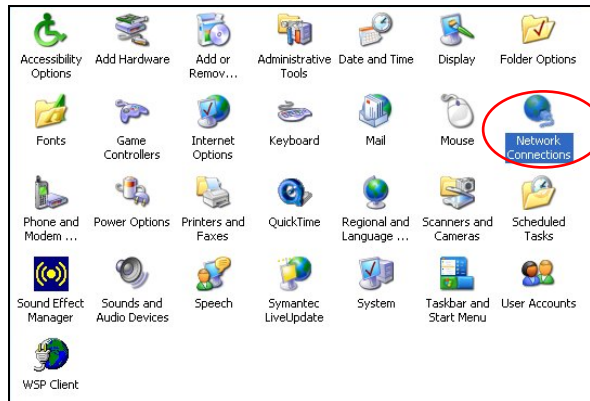 Accessibility Options
Add Hardware
Add or Remov...
Administrative Tools
Date and Time
Display
Folder Options
Fonts
Game Controllers
Internet Options
Keyboard
Mail
Mouse
Network Connections
Phone and Modem ...
Power Options
Printers and Faxes
QuickTime
Regional and Language ...
Scanners and Cameras
Scheduled Tasks
Sound Effect Manager
Sounds and Audio Devices
Speech
Symantec LiveUpdate
System
Taskbar and Start Menu
User Accounts
WSP Client